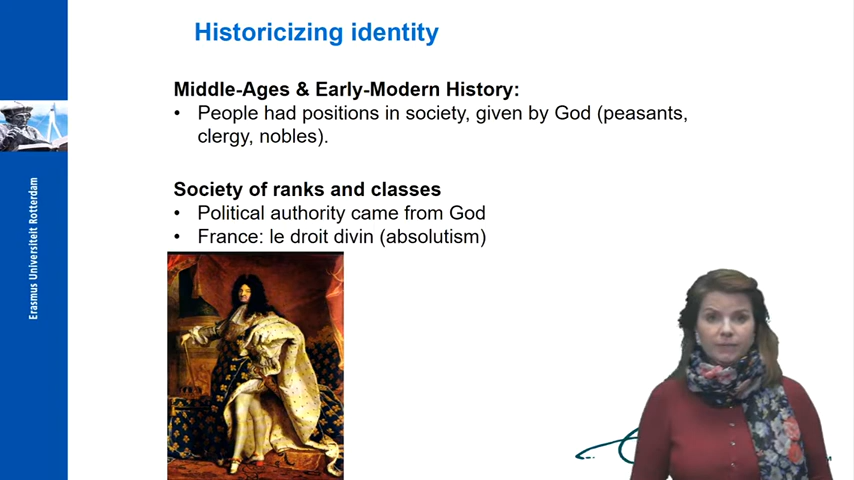 Historicizing identity
Middle-Ages & Early-Modern History:
• People had positions in society, given by God (peasants,
clergy, nobles).
Society of ranks and classes
• Political authority came from God
• France: le droit divin (absolutism)
Erasmus Universiteit Rotterdam